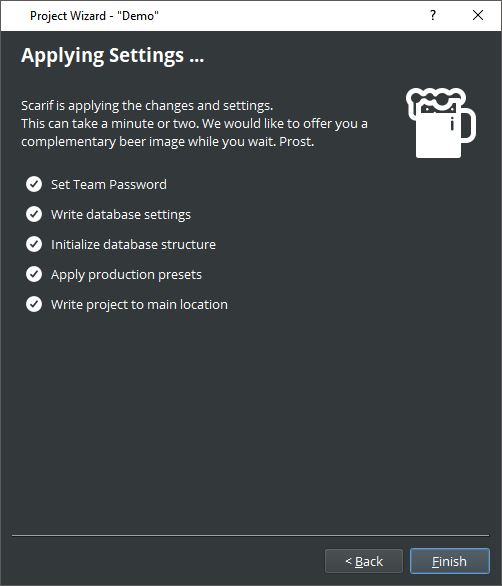 Project Wizard - "Demo"
?
Applying Settings ...
Scarif is applying the changes and settings.
This can take a minute or two. We would like to offer you a
complementary beer image while you wait. Prost.
Set Team Password
Write database settings
Initialize database structure
Apply production presets
Write project to main location
< Back
Finish